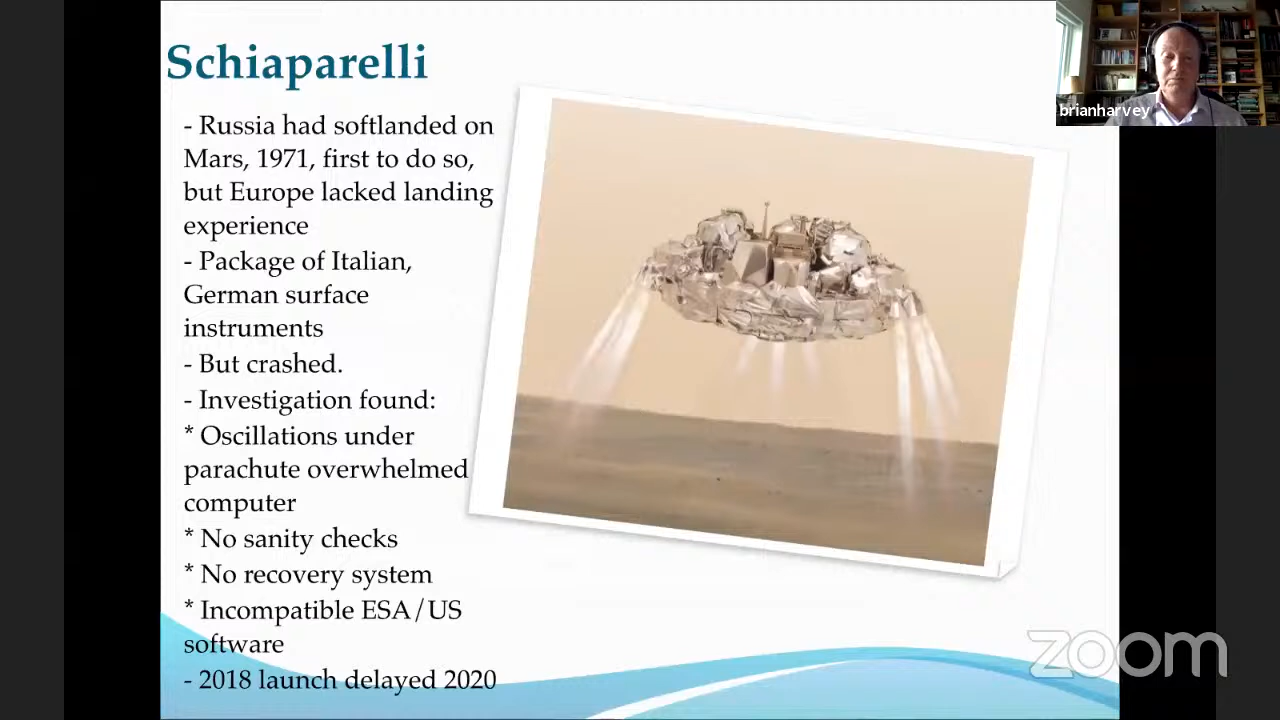 Schiaparelli
- Russia had softlanded on
Mars, 1971, first to do so,
but Europe lacked landing
experience
- Package of Italian,
German surface
instruments
- But crashed.
- Investigation found:
* Oscillations under
parachute overwhelmed
computer
* No sanity checks
* No recovery system
* Incompatible ESA/US
software
- 2018 launch delayed 2020
brianharvey
zoom